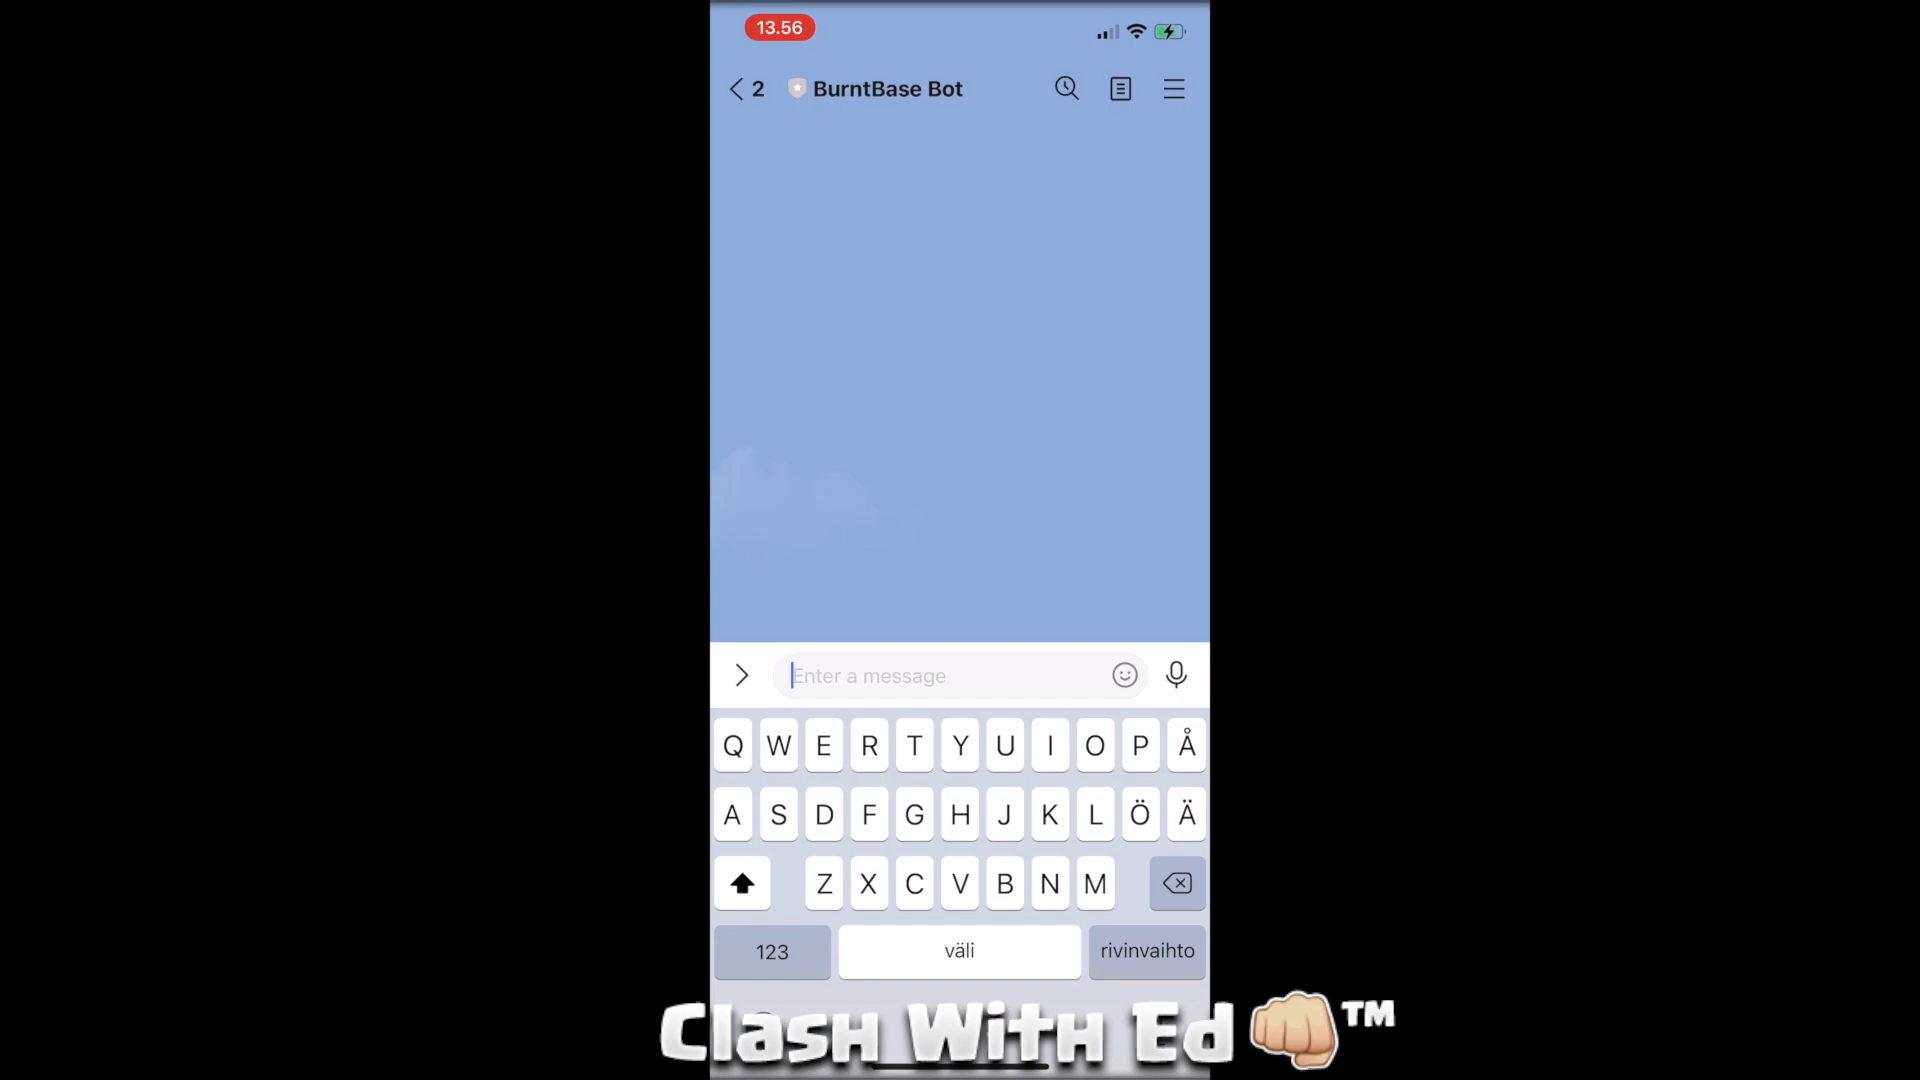 13.56
2 BurntBase Bot
Enter a message
Q W E R T Y U I O P Å
A S D F G H J K L Ö Ä
Z X C V B N M
123 väli rivinvaihto
Clash With Ed 👊🏼™